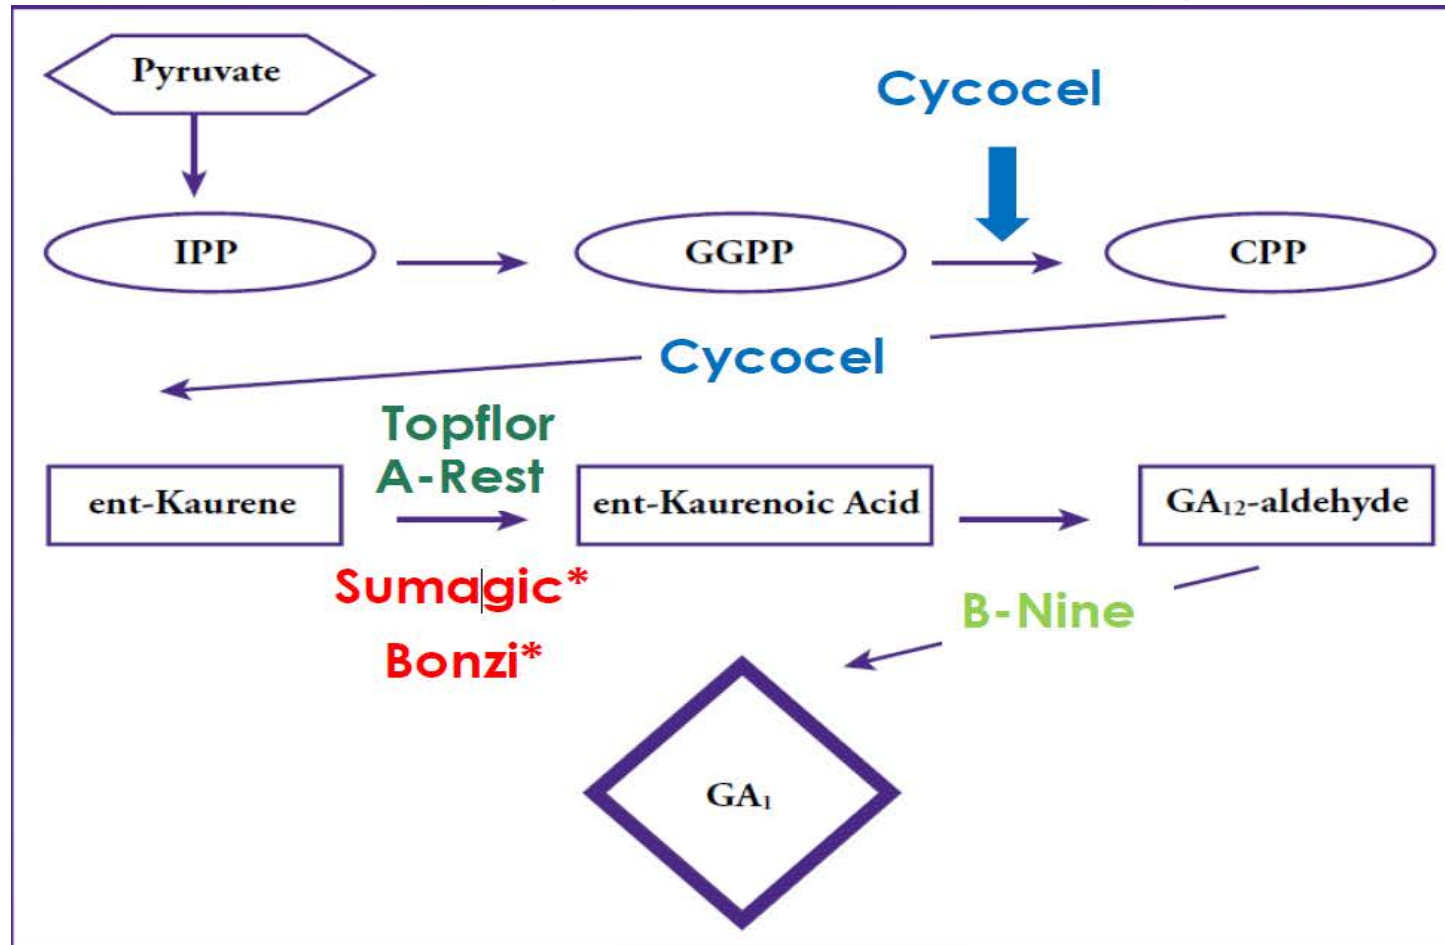 Pyruvate
Cycocel
IPP
GGPP
CPP
Cycocel
Topflor
A-Rest
ent-Kaurene
ent-Kaurenoic Acid
GA₁₂-aldehyde
Sumagic*
B-Nine
Bonzi*
GA₁